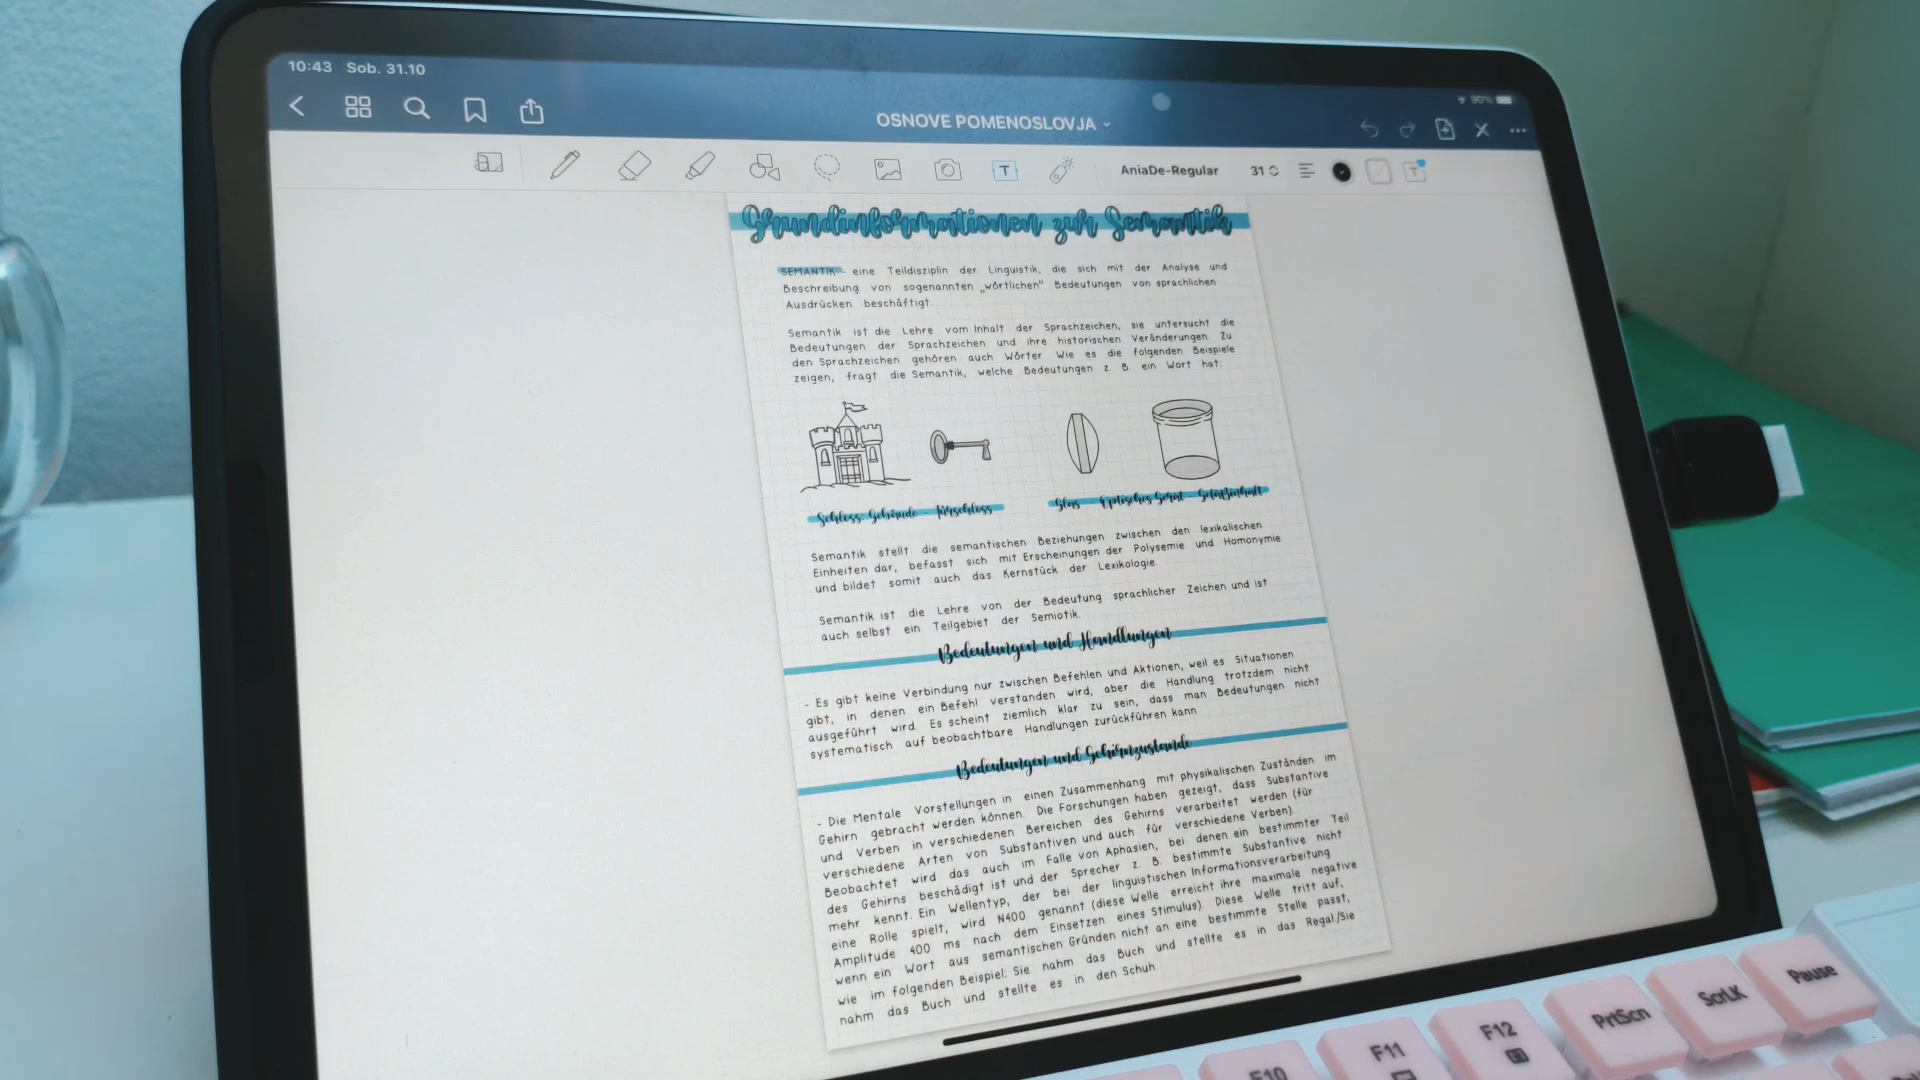 10:43 Sob. 31.10
90%
OSNOVE POMENOSLOVJA
T
AniaDe-Regular 31
T
Grundinformationen zur Semantik
SEMANTIK - eine Teildisziplin der Linguistik, die sich mit der Analyse und
Beschreibung von sogenannten „wörtlichen“ Bedeutungen von sprachlichen
Ausdrücken beschäftigt.
Semantik ist die Lehre vom Inhalt der Sprachzeichen, sie untersucht die
Bedeutungen der Sprachzeichen und ihre historischen Veränderungen. Zu
den Sprachzeichen gehören auch Wörter. Wie es die folgenden Beispiele
zeigen, fragt die Semantik, welche Bedeutungen z. B. ein Wort hat:
Schloss: Gebäude - Türschloss
Glas - Optisches Gerät - Gefäßinhalt
Semantik stellt die semantischen Beziehungen zwischen den lexikalischen
Einheiten dar, befasst sich mit Erscheinungen der Polysemie und Homonymie
und bildet somit auch das Kernstück der Lexikologie.
Semantik ist die Lehre von der Bedeutung sprachlicher Zeichen und ist
auch selbst ein Teilgebiet der Semiotik.
Bedeutungen und Handlungen
- Es gibt keine Verbindung nur zwischen Befehlen und Aktionen, weil es Situationen
gibt, in denen ein Befehl verstanden wird, aber die Handlung trotzdem nicht
ausgeführt wird. Es scheint ziemlich klar zu sein, dass man Bedeutungen nicht
systematisch auf beobachtbare Handlungen zurückführen kann
Bedeutungen und Gehirnzustände
- Die Mentale Vorstellungen in einen Zusammenhang mit physikalischen Zuständen im
Gehirn gebracht werden können. Die Forschungen haben gezeigt, dass Substantive
und Verben in verschiedenen Bereichen des Gehirns verarbeitet werden (für
verschiedene Arten von Substantiven und auch für verschiedene Verben).
Beobachtet wird das auch im Falle von Aphasien, bei denen ein bestimmter Teil
des Gehirns beschädigt ist und der Sprecher z. B. bestimmte Substantive nicht
mehr kennt. Ein Wellentyp, der bei der linguistischen Informationsverarbeitung
eine Rolle spielt, wird N400 genannt (diese Welle erreicht ihre maximale negative
Amplitude 400 ms nach dem Einsetzen eines Stimulus). Diese Welle tritt auf,
wenn ein Wort aus semantischen Gründen nicht an eine bestimmte Stelle passt,
wie im folgenden Beispiel: Sie nahm das Buch und stellte es in das Regal./Sie
nahm das Buch und stellte es in den Schuh.
F10 F11 F12 PrtScn ScrLK Pause